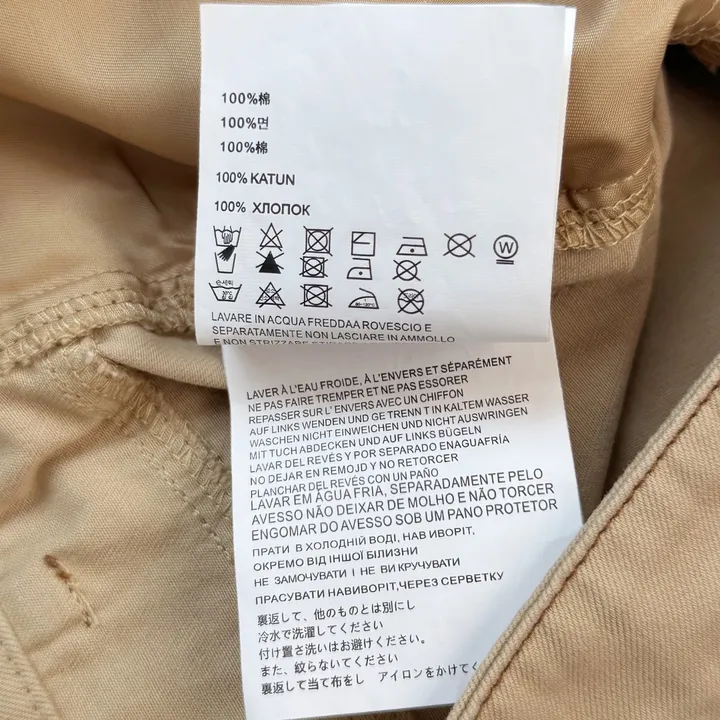 100%棉
100%면
100%棉
100% KATUN
100% ХЛОПОК
W
손세탁
LAVARE IN ACQUA FREDDAA ROVESCIO E
SEPARATAMENTE NON LASCIARE IN AMMOLLO
E NON STRIZZARE
LAVER À L'EAU FROIDE, À L'ENVERS ET SÉPARÉMENT
NE PAS FAIRE TREMPER ET NE PAS ESSORER
REPASSER SUR L' ENVERS AVEC UN CHIFFON
AUF LINKS WENDEN UND GE TRENN T IN KALTEM WASSER
WASCHEN NICHT EINWEICHEN UND NICHT AUSWRINGEN
MIT TUCH ABDECKEN UND AUF LINKS BÜGELN
LAVAR DEL REVÉS Y POR SEPARADO ENAGUAFRÍA
NO DEJAR EN REMOJD Y NO RETORCER
PLANCHAR DEL REVÉS CON UN PAÑO
LAVAR EM ÁGUA FRIA, SEPARADAMENTE PELO
AVESSO NÃO DEIXAR DE MOLHO E NÃO TORCER
ENGOMAR DO AVESSO SOB UM PANO PROTETOR
ПРАТИ В ХОЛОДНІЙ ВОДІ, НАВ ИВОРІТ,
ОКРЕМО ВІД ІНШОЇ БІЛИЗНИ
НЕ ЗАМОЧУВАТИ І НЕ ВИ КРУЧУВАТИ
ПРАСУВАТИ НАВИВОРІТ,ЧЕРЕЗ СЕРВЕТКУ
裏返して、他のものとは別にし
冷水で洗濯してください
付け置き洗いはお避けください。
また、絞らないてください
裏返して当て布をし アイロンをかけてく